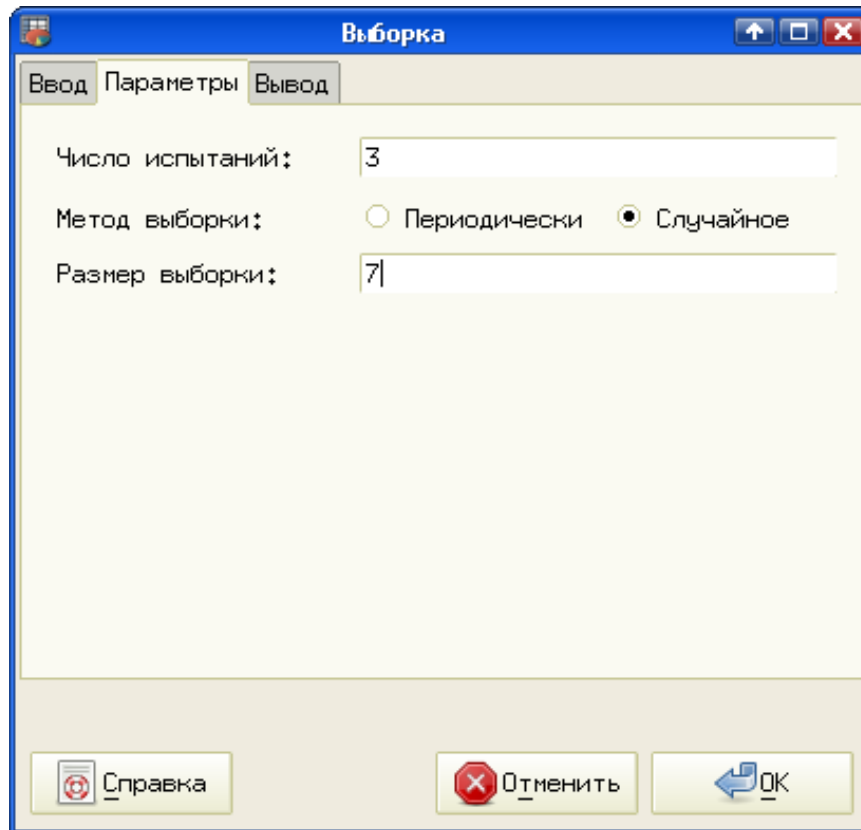 Выборка
Ввод Параметры Вывод
Число испытаний: 3
Метод выборки: Периодически Случайное
Размер выборки: 7
Справка Отменить OK